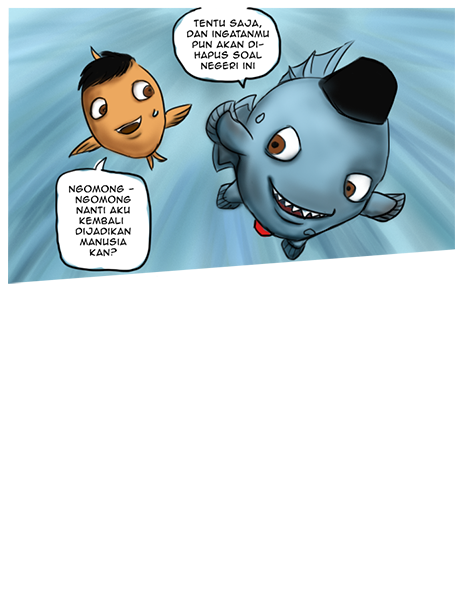 NGOMONG -
NGOMONG
NANTI AKU
KEMBALI
DIJADIKAN
MANUSIA
KAN?
TENTU SAJA,
DAN INGATANMU
PUN AKAN DI-
HAPUS SOAL
NEGERI INI